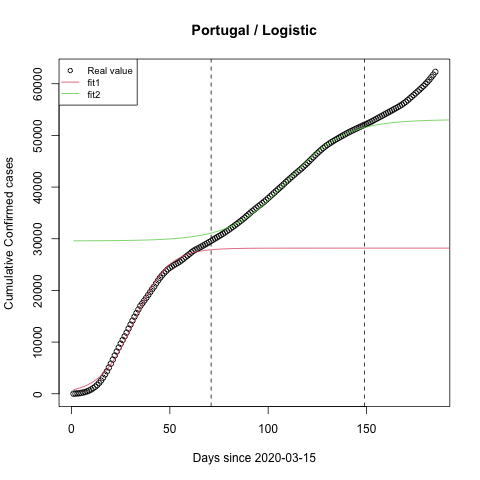 Portugal / Logistic
Real value
fit1
fit2
Cumulative Confirmed cases
60000
50000
40000
30000
20000
10000
0
0 50 100 150
Days since 2020-03-15